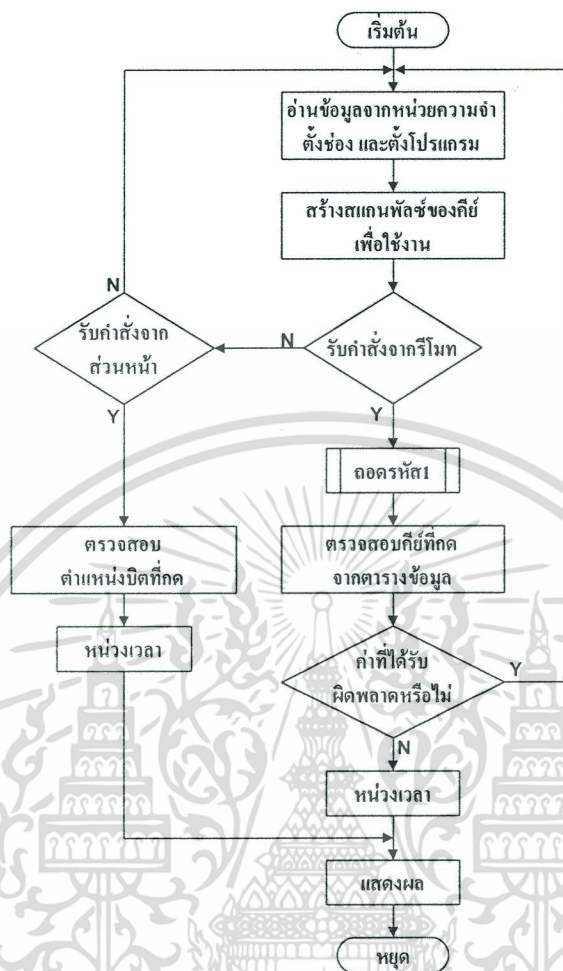 เริ่มต้น
อ่านข้อมูลจากหน่วยความจำ
ตั้งช่อง และตั้งโปรแกรม
สร้างสแกนพัลซ์ของคีย์
เพื่อใช้งาน
N
รับคำสั่งจาก
ส่วนหน้า
N
รับคำสั่งจากรีโมท
Y
Y
ถอดรหัส1
ตรวจสอบ
ตำแหน่งบิตที่กด
ตรวจสอบคีย์ที่กด
จากตารางข้อมูล
หน่วงเวลา
ค่าที่ได้รับ
ผิดพลาดหรือไม่
Y
N
หน่วงเวลา
แสดงผล
หยุด